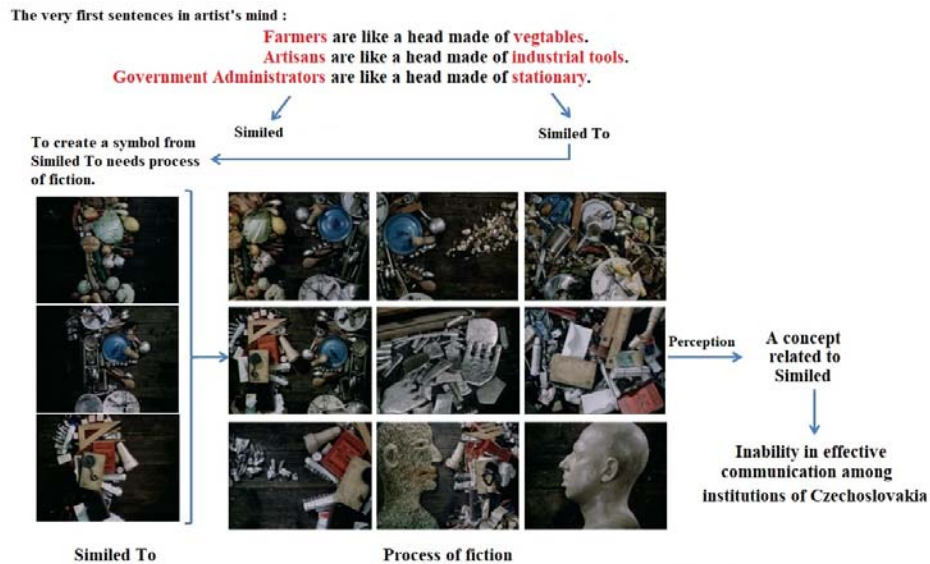 The very first sentences in artist's mind :
Farmers are like a head made of vegtables.
Artisans are like a head made of industrial tools.
Government Administrators are like a head made of stationary.
Similed
Similed To
To create a symbol from
Similed To needs process
of fiction.
Perception
A concept
related to
Similed
Inability in effective
communication among
institutions of Czechoslovakia
Similed To
Process of fiction